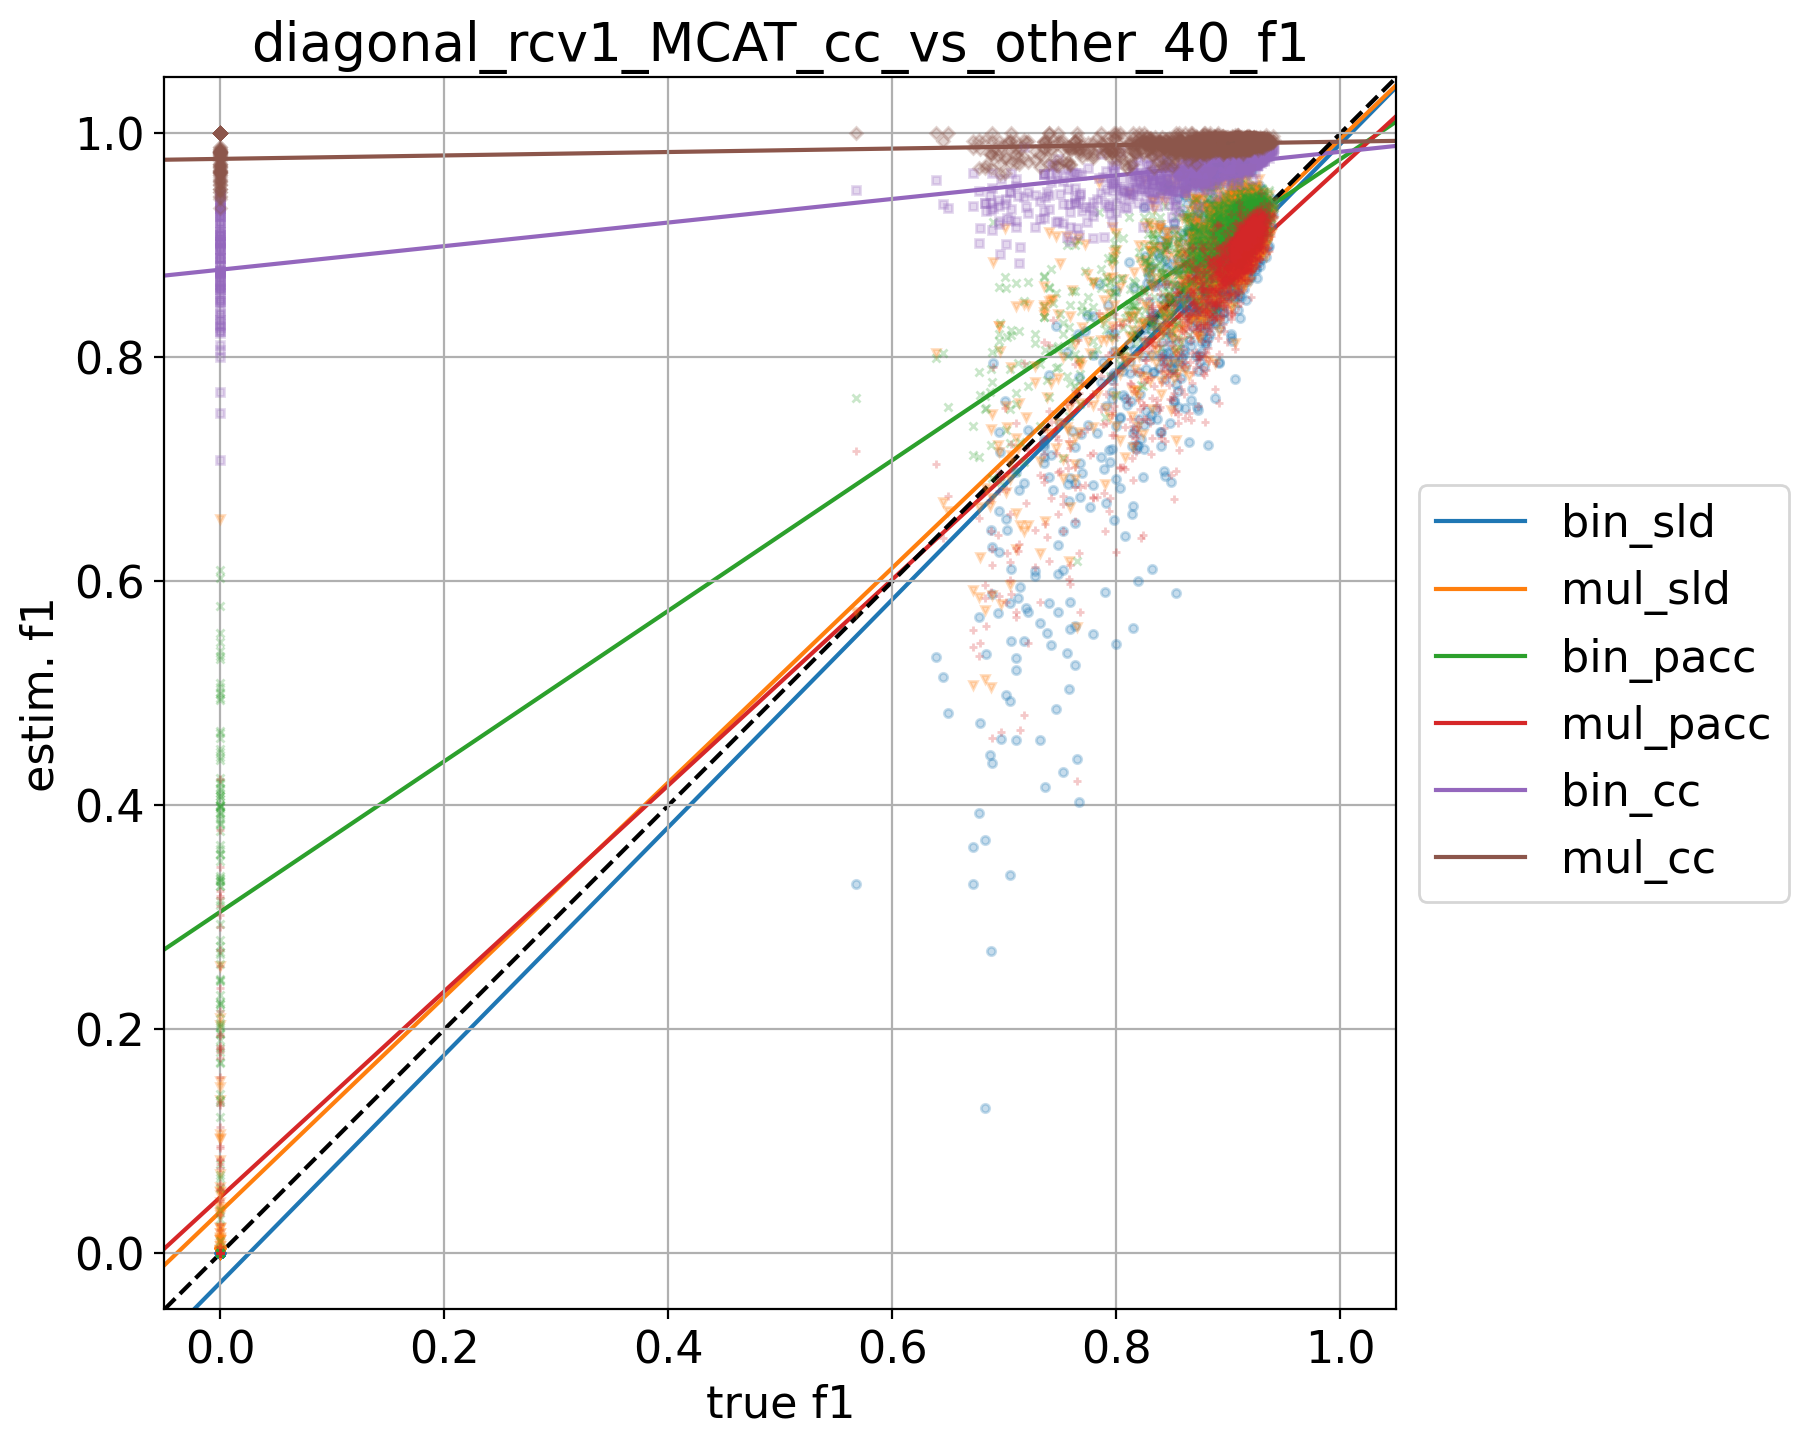 diagonal_rcv1_MCAT_cc_vs_other_40_f1
1.0
0.8
0.6
0.4
0.2
0.0
estim. f1
0.0 0.2 0.4 0.6 0.8 1.0
true f1
bin_sld
mul_sld
bin_pacc
mul_pacc
bin_cc
mul_cc